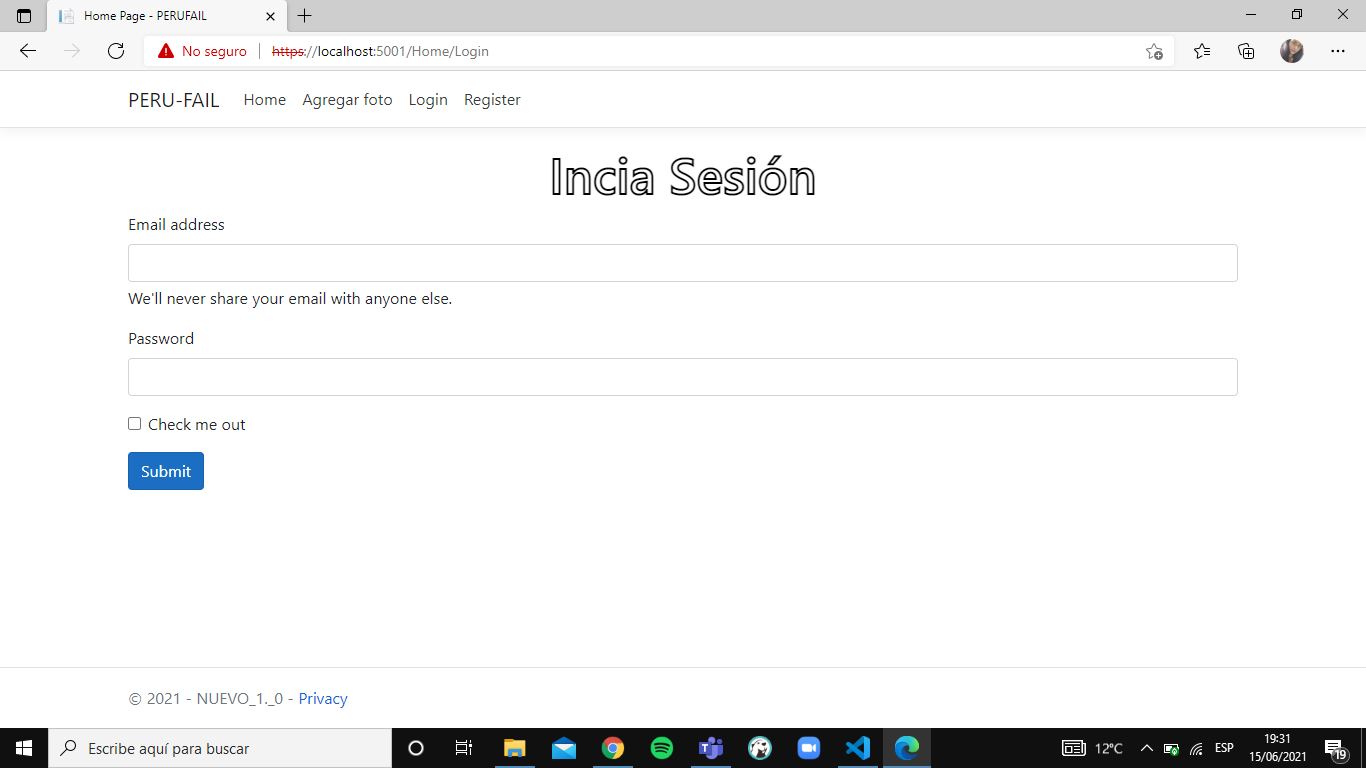 Home Page - PERUFAIL
No seguro https://localhost:5001/Home/Login
PERU-FAIL Home Agregar foto Login Register
Incia Sesión
Email address
We'll never share your email with anyone else.
Password
Check me out
Submit
© 2021 - NUEVO_1._0 - Privacy
Escribe aquí para buscar
12°C ESP 19:31
15/06/2021
19